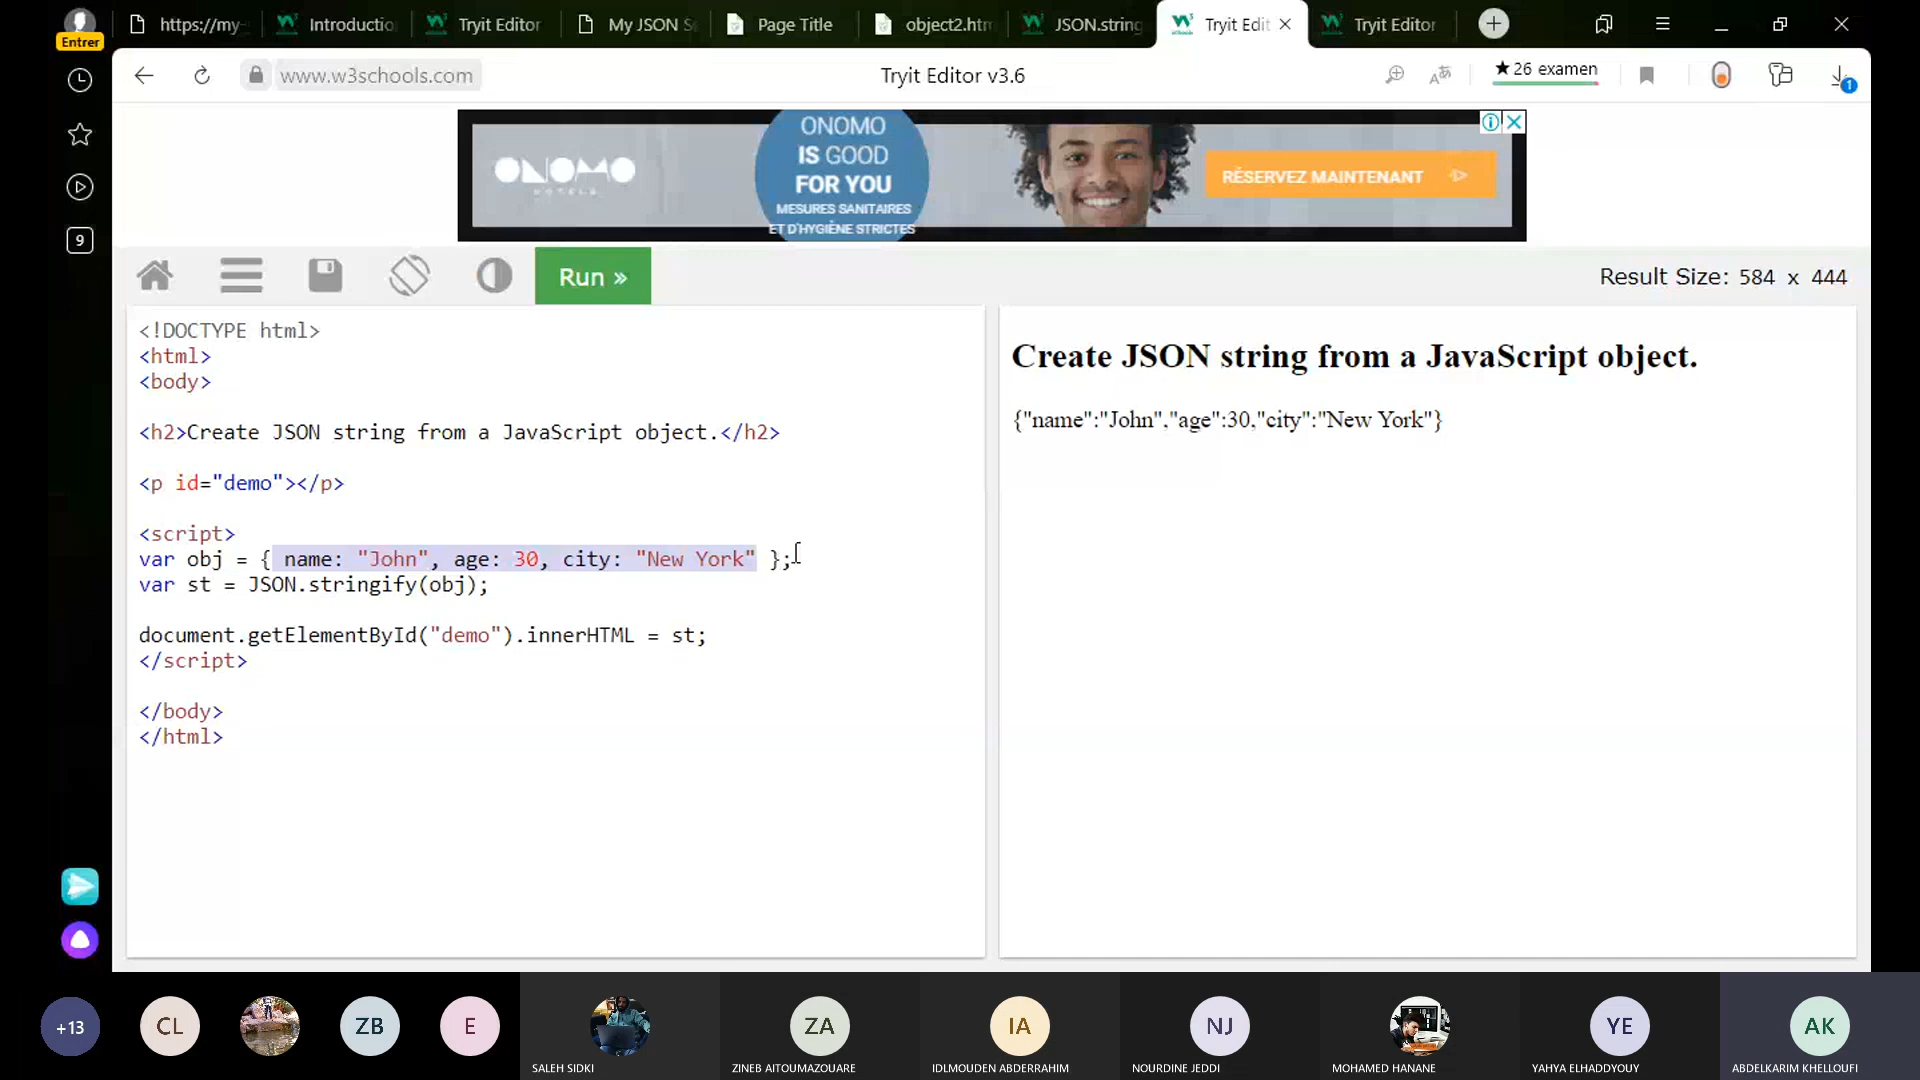 Entrer
https://my-
Introductio
Tryit Editor
My JSON S
Page Title
object2.htm
JSON.string
Tryit Edit
Tryit Editor
www.w3schools.com
Tryit Editor v3.6
★26 examen
1
9
ONOMO
HOTELS
ONOMO
IS GOOD
FOR YOU
MESURES SANITAIRES
ET D'HYGIÈNE STRICTES
RÉSERVEZ MAINTENANT
Run »
Result Size: 584 x 444
<!DOCTYPE html>
<html>
<body>
<h2>Create JSON string from a JavaScript object.</h2>
<p id="demo"></p>
<script>
var obj = { name: "John", age: 30, city: "New York" };
var st = JSON.stringify(obj);
document.getElementById("demo").innerHTML = st;
</script>
</body>
</html>
Create JSON string from a JavaScript object.
{"name":"John","age":30,"city":"New York"}
+13
CL
ZB
E
SALEH SIDKI
ZA
ZINEB AITOUMAZOUARE
IA
IDLMOUDEN ABDERRAHIM
NJ
NOURDINE JEDDI
MOHAMED HANANE
YE
YAHYA ELHADDYOUY
AK
ABDELKARIM KHELLOUFI